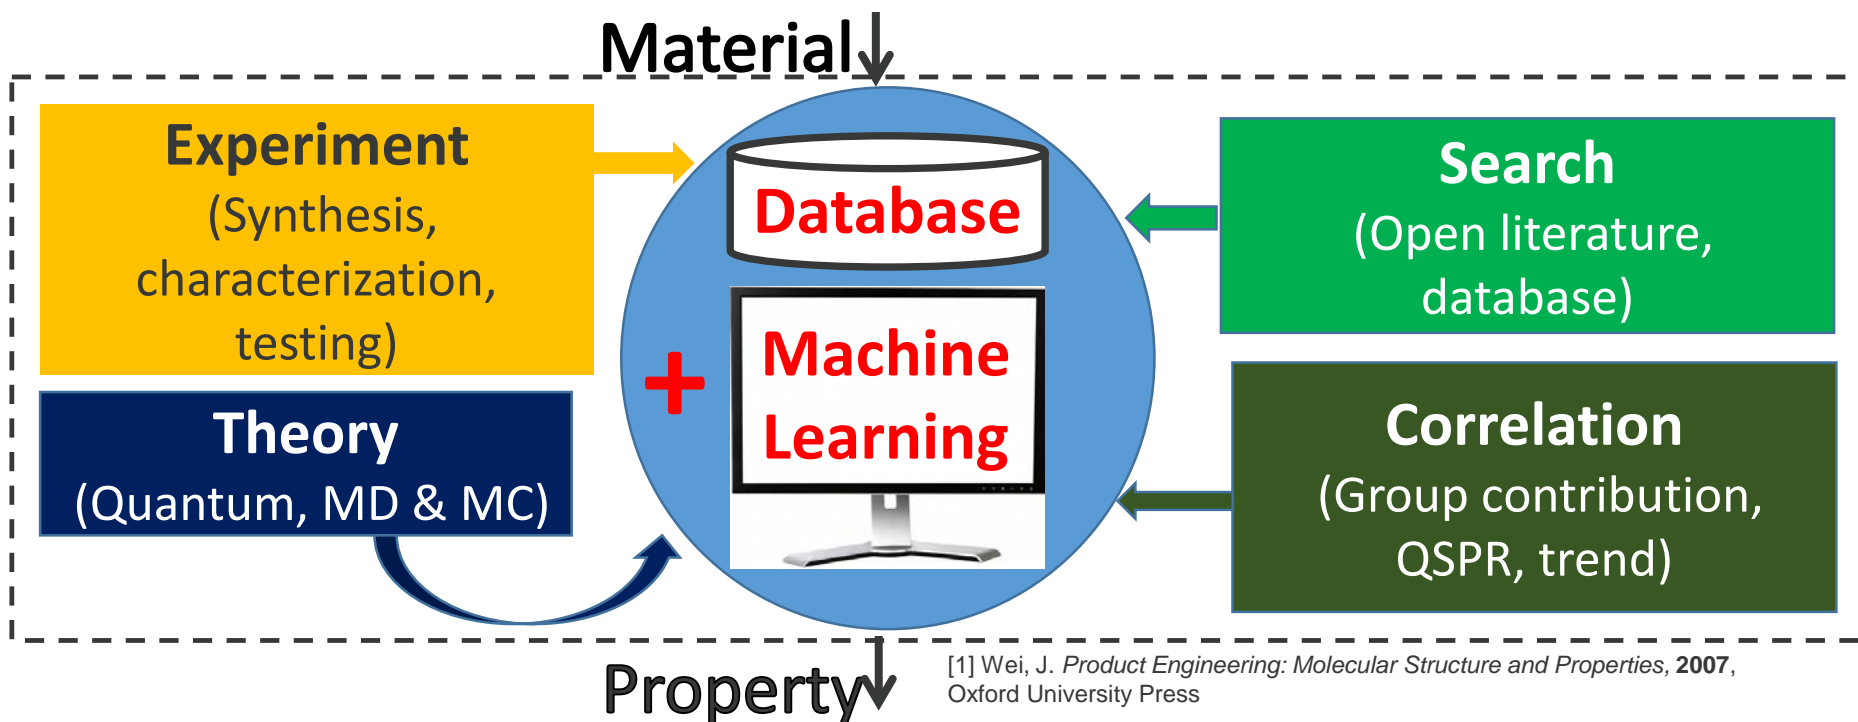 Material
Experiment
(Synthesis,
characterization,
testing)
Theory
(Quantum, MD & MC)
Database
+
Machine
Learning
Search
(Open literature,
database)
Correlation
(Group contribution,
QSPR, trend)
Property
[1] Wei, J. Product Engineering: Molecular Structure and Properties, 2007,
Oxford University Press